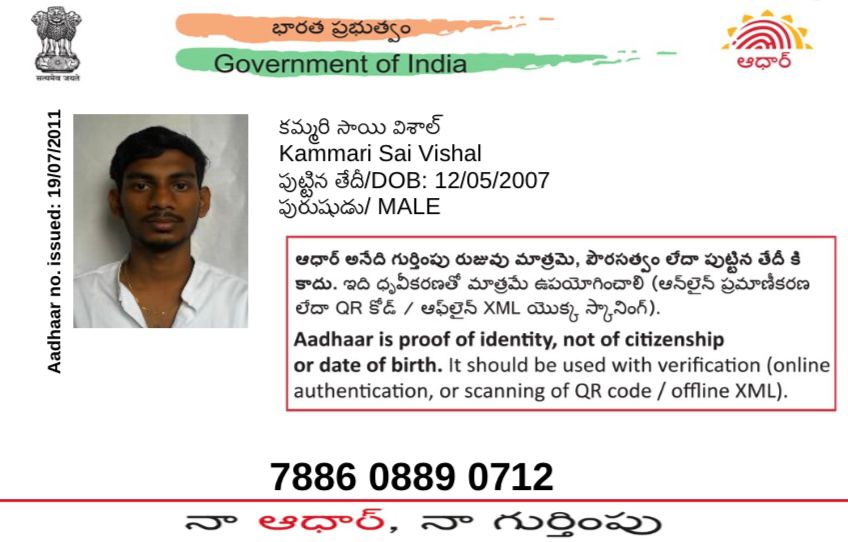 భారత ప్రభుత్వం
Government of India
सत्यमेव जयते
ఆధార్
Aadhaar no. issued: 19/07/2011
కమ్మరి సాయి విశాల్
Kammari Sai Vishal
పుట్టిన తేదీ/DOB: 12/05/2007
పురుషుడు/ MALE
ఆధార్ అనేది గుర్తింపు రుజువు మాత్రమె, పౌరసత్వం లేదా పుట్టిన తేదీ కి
కాదు. ఇది ధృవీకరణతో మాత్రమే ఉపయోగించాలి (ఆన్‌లైన్ ప్రమాణీకరణ
లేదా QR కోడ్ / ఆఫ్‌లైన్ XML యొక్క స్కానింగ్).
Aadhaar is proof of identity, not of citizenship
or date of birth. It should be used with verification (online
authentication, or scanning of QR code / offline XML).
7886 0889 0712
నా ఆధార్, నా గుర్తింపు